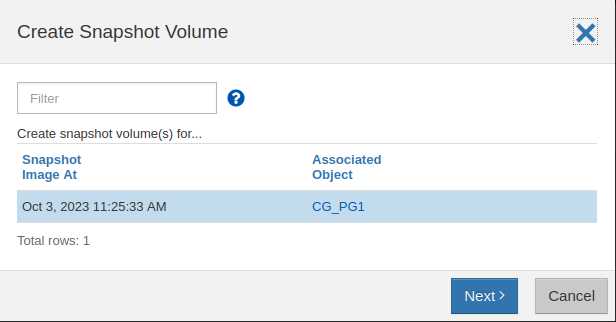 Create Snapshot Volume
Filter
Create snapshot volume(s) for...
Snapshot Image At
Associated Object
Oct 3, 2023 11:25:33 AM CG_PG1
Total rows: 1
Next >
Cancel